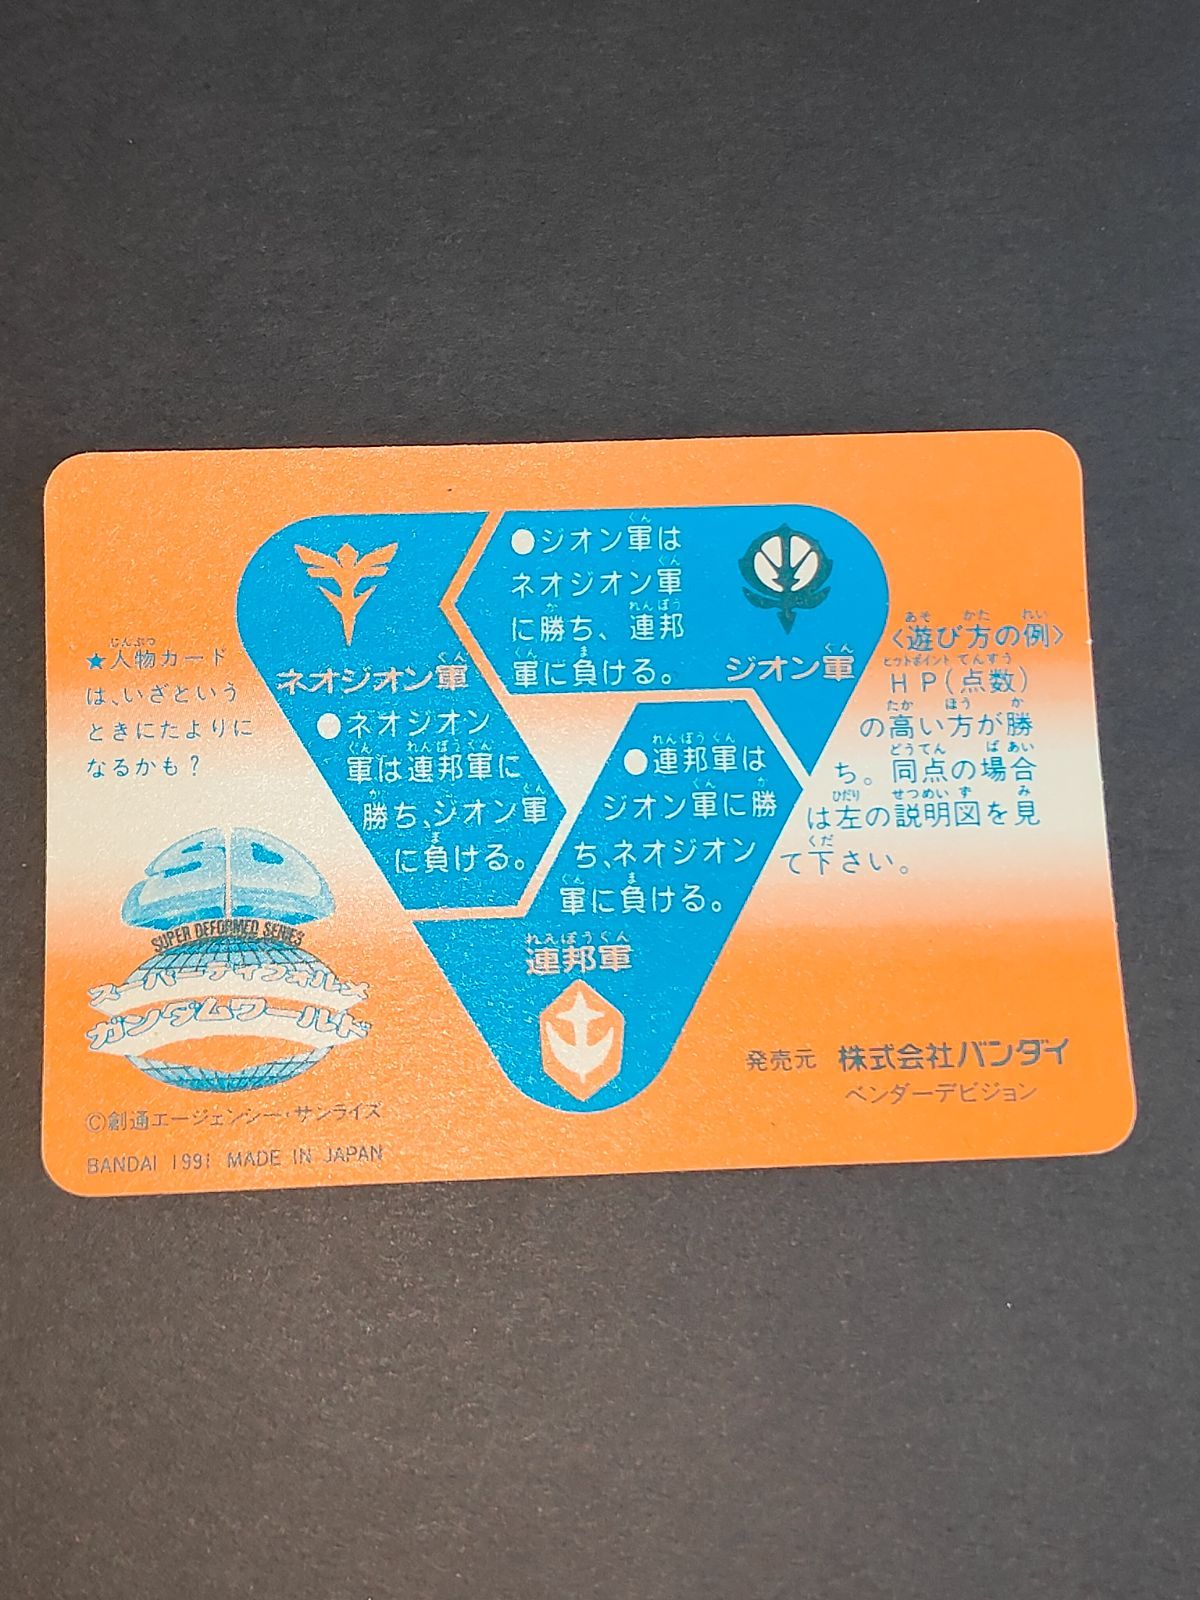 ●ジオン軍は
ネオジオン軍
に勝ち、連邦
軍に負ける。
ジオン軍
ネオジオン軍
●ネオジオン
軍は連邦軍に
勝ち、ジオン軍
に負ける。
●連邦軍は
ジオン軍に勝
ち、ネオジオン
軍に負ける。
連邦軍
★人物カード
は、いざという
ときにたよりに
なるかも？
〈遊び方の例〉
HP(点数)
の高い方が勝
ち。同点の場合
は左の説明図を見
て下さい。
SD
SUPER DEFORMED SERIES
スーパーディフォルメ
ガンダムワールド
©創通エージェンシー・サンライズ
BANDAI 1991 MADE IN JAPAN
発売元 株式会社バンダイ
ベンダーデビジョン